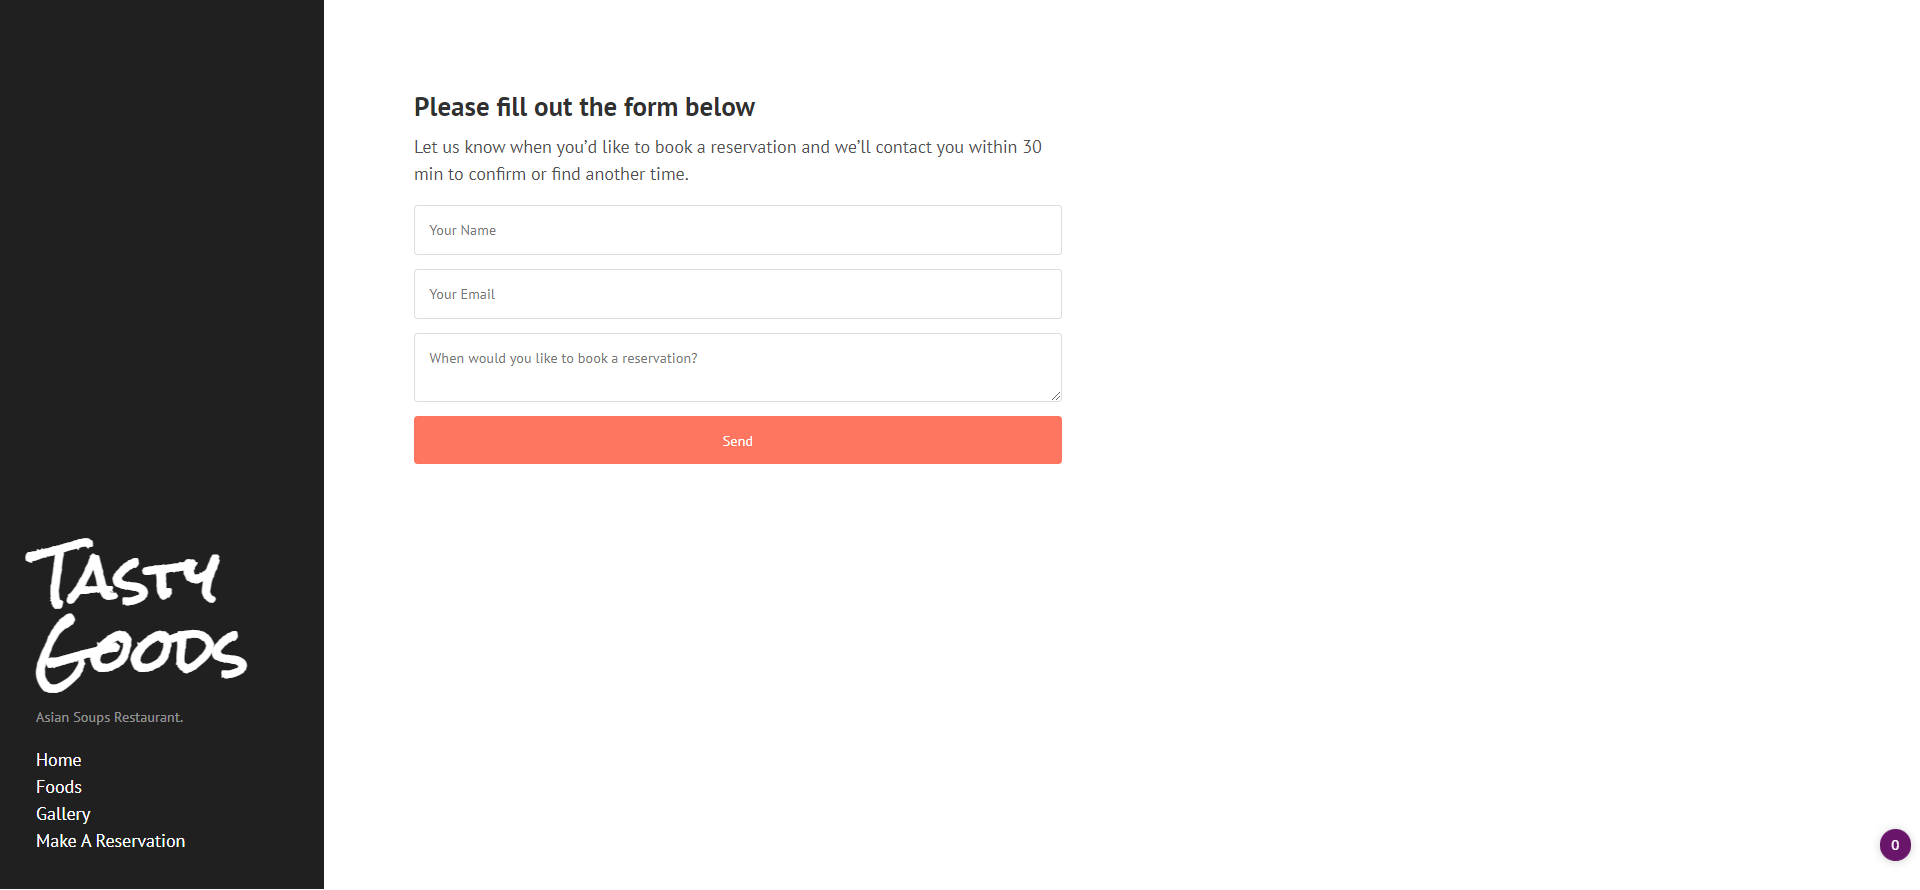 Please fill out the form below
Let us know when you’d like to book a reservation and we’ll contact you within 30
min to confirm or find another time.
Your Name
Your Email
When would you like to book a reservation?
Send
Tasty
Goods
Asian Soups Restaurant.
Home
Foods
Gallery
Make A Reservation
0